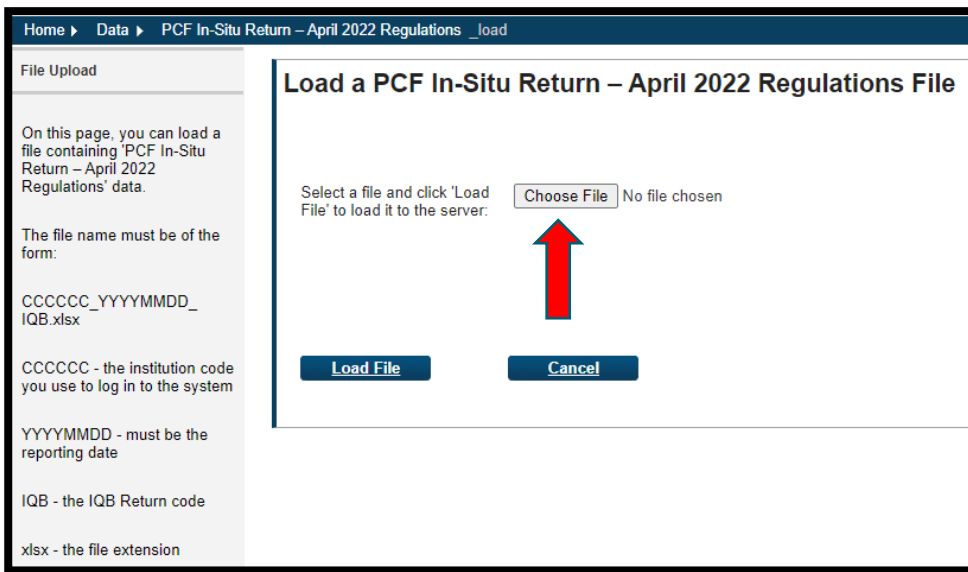 Home Data PCF In-Situ Return – April 2022 Regulations _load
File Upload
On this page, you can load a
file containing 'PCF In-Situ
Return – April 2022
Regulations' data.
The file name must be of the
form:
CCCCCC_YYYYMMDD_
IQB.xlsx
CCCCCC - the institution code
you use to log in to the system
YYYYMMDD - must be the
reporting date
IQB - the IQB Return code
xlsx - the file extension
Load a PCF In-Situ Return – April 2022 Regulations File
Select a file and click 'Load
File' to load it to the server:
Choose File No file chosen
Load File
Cancel